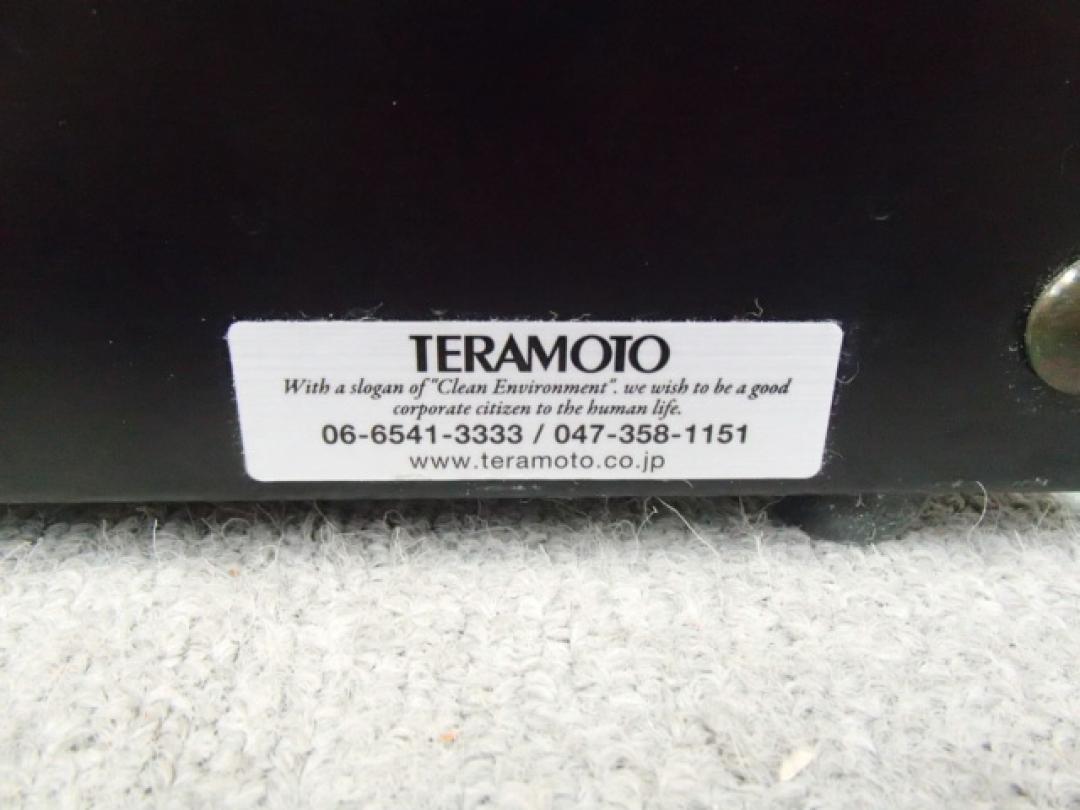 TERAMOTO
With a slogan of "Clean Environment". we wish to be a good
corporate citizen to the human life.
06-6541-3333 / 047-358-1151
www.teramoto.co.jp